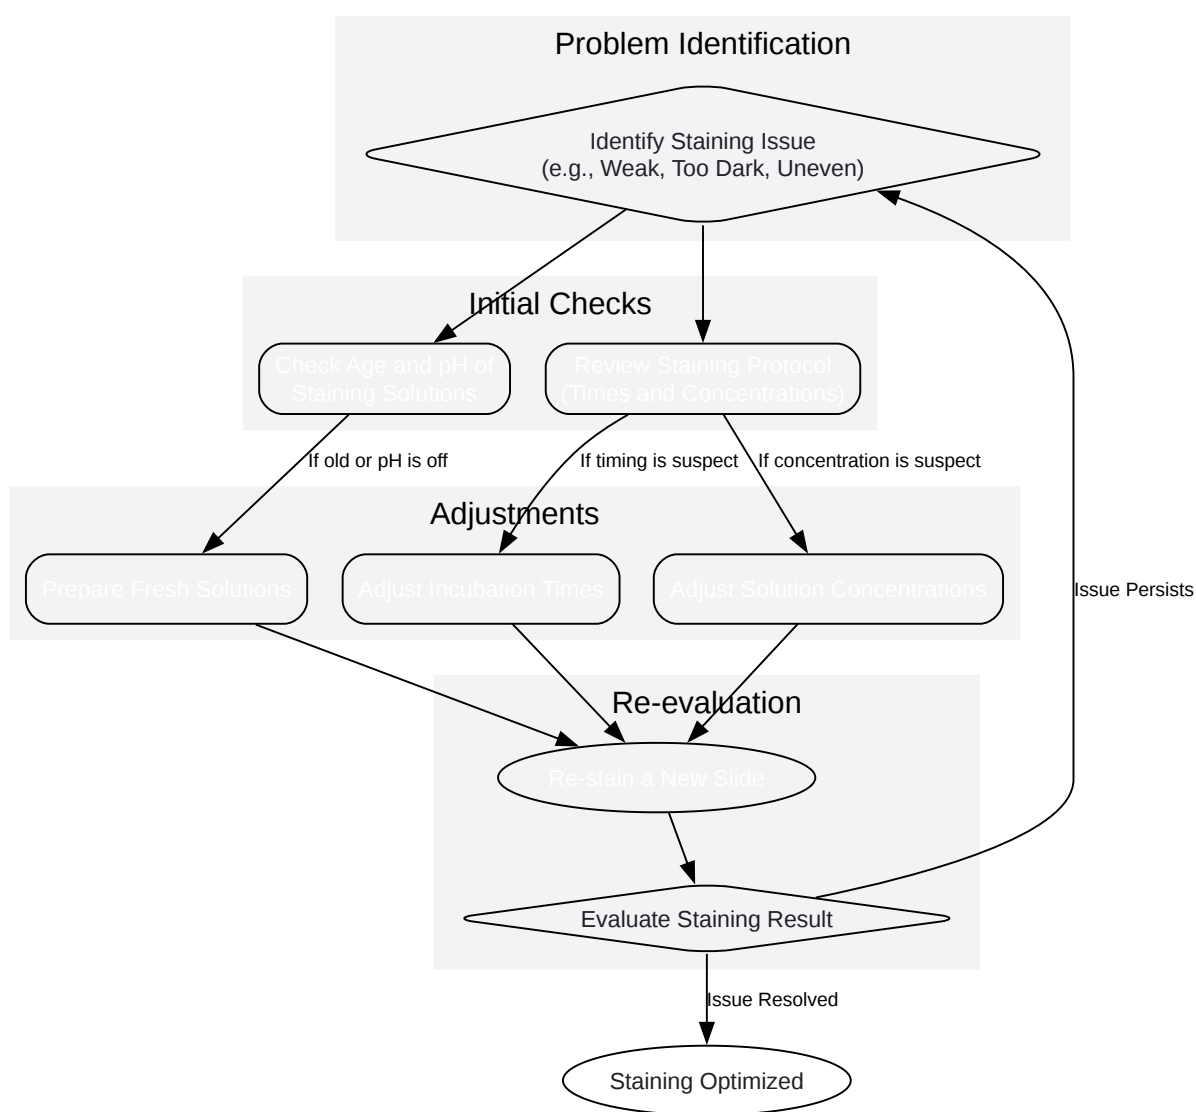 Problem Identification
Identify Staining Issue
(e.g., Weak, Too Dark, Uneven)
Initial Checks
Check Age and pH of
Staining Solutions
Review Staining Protocol
(Times and Concentrations)
If old or pH is off
If timing is suspect
If concentration is suspect
Adjustments
Prepare Fresh Solutions
Adjust Incubation Times
Adjust Solution Concentrations
Issue Persists
Re-evaluation
Re-stain a New Slide
Evaluate Staining Result
Issue Resolved
Staining Optimized